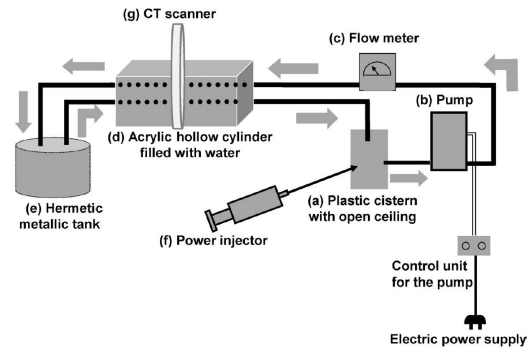 (g) CT scanner
(c) Flow meter
(b) Pump
(d) Acrylic hollow cylinder
filled with water
(a) Plastic cistern
with open ceiling
(e) Hermetic
metallic tank
(f) Power injector
Control unit
for the pump
Electric power supply